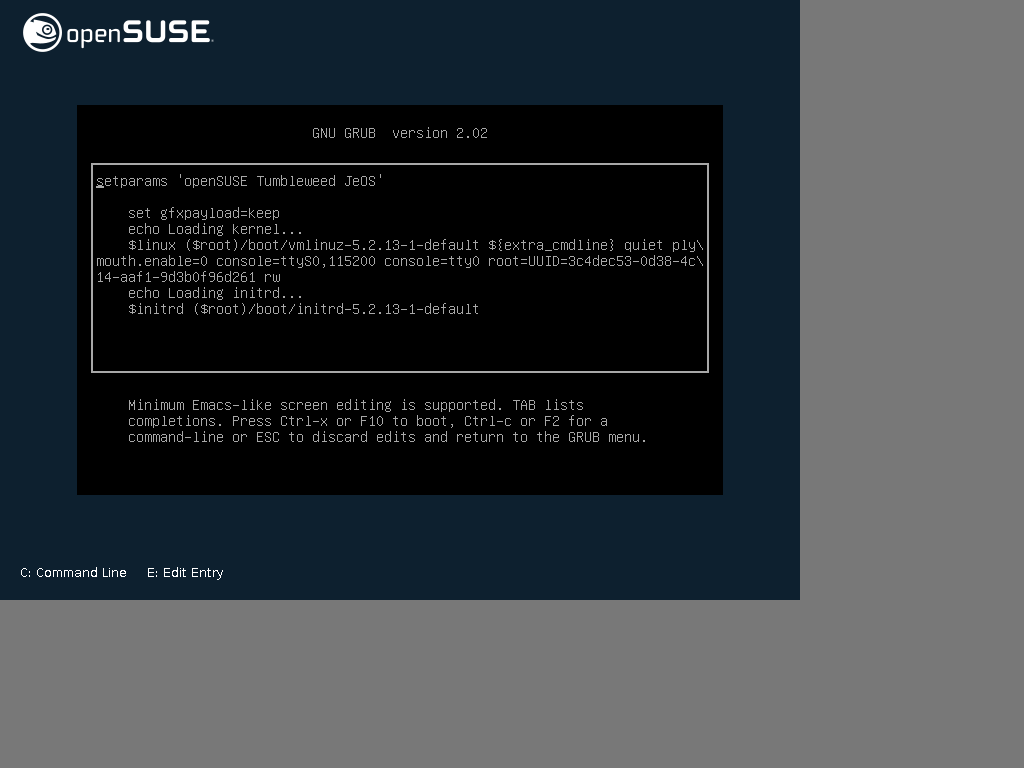 openSUSE.
GNU GRUB  version 2.02
setparams 'openSUSE Tumbleweed JeOS'
    set gfxpayload=keep
    echo Loading kernel...
    $linux ($root)/boot/vmlinuz-5.2.13-1-default ${extra_cmdline} quiet ply\
mouth.enable=0 console=ttyS0,115200 console=tty0 root=UUID=3c4dec53-0d38-4c\
14-aaf1-9d3b0f96d261 rw
    echo Loading initrd...
    $initrd ($root)/boot/initrd-5.2.13-1-default
Minimum Emacs-like screen editing is supported. TAB lists
completions. Press Ctrl-x or F10 to boot, Ctrl-c or F2 for a
command-line or ESC to discard edits and return to the GRUB menu.
C: Command Line     E: Edit Entry